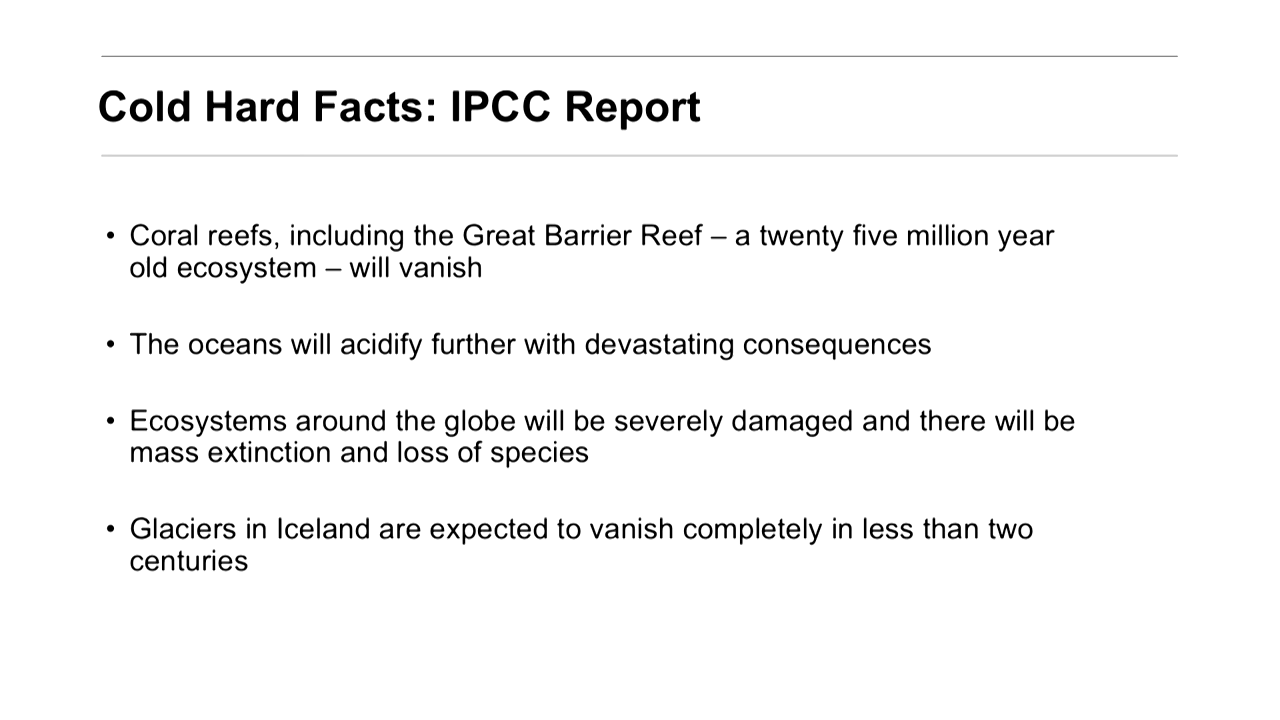 Cold Hard Facts: IPCC Report
• Coral reefs, including the Great Barrier Reef – a twenty five million year
old ecosystem – will vanish
• The oceans will acidify further with devastating consequences
• Ecosystems around the globe will be severely damaged and there will be
mass extinction and loss of species
• Glaciers in Iceland are expected to vanish completely in less than two
centuries